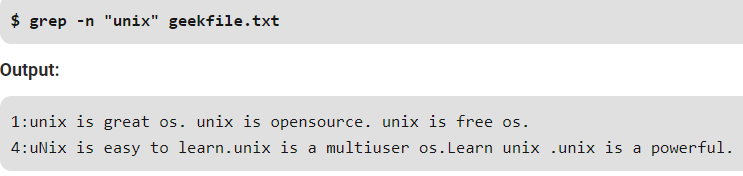 $ grep -n "unix" geekfile.txt
Output:
1:unix is great os. unix is opensource. unix is free os.
4:uNix is easy to learn.unix is a multiuser os.Learn unix .unix is a powerful.